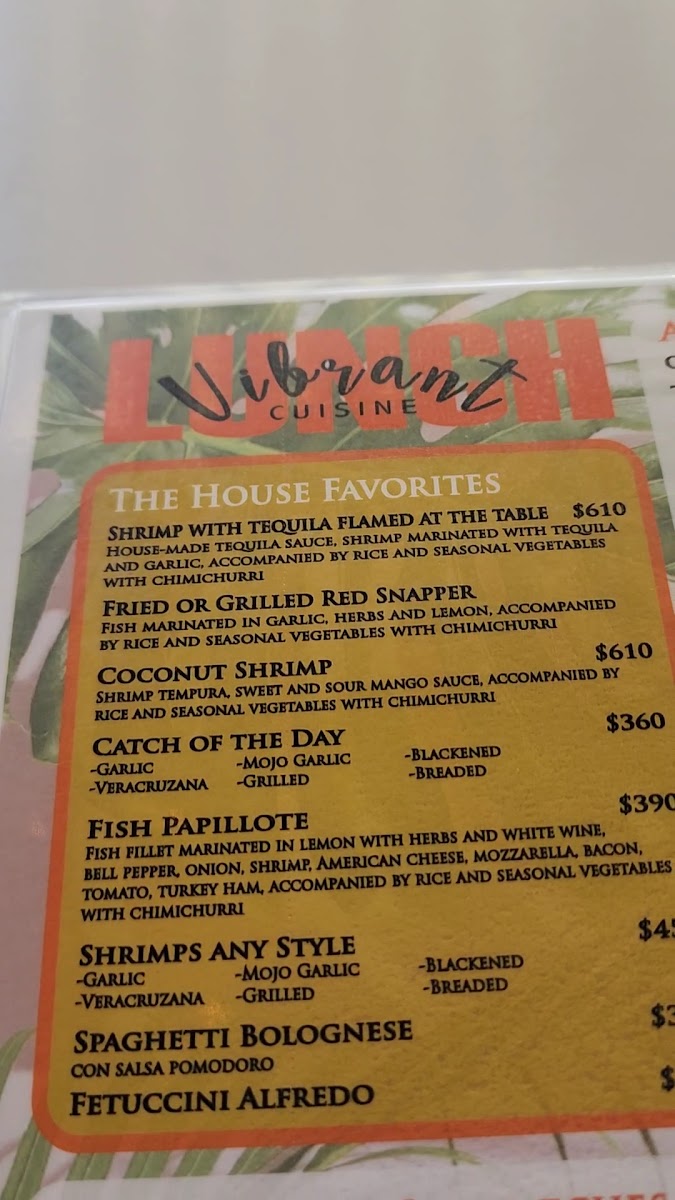 LUNCH
Vibrant
CUISINE
THE HOUSE FAVORITES
SHRIMP WITH TEQUILA FLAMED AT THE TABLE $610
HOUSE-MADE TEQUILA SAUCE, SHRIMP MARINATED WITH TEQUILA
AND GARLIC, ACCOMPANIED BY RICE AND SEASONAL VEGETABLES
WITH CHIMICHURRI
FRIED OR GRILLED RED SNAPPER
FISH MARINATED IN GARLIC, HERBS AND LEMON, ACCOMPANIED
BY RICE AND SEASONAL VEGETABLES WITH CHIMICHURRI
COCONUT SHRIMP $610
SHRIMP TEMPURA, SWEET AND SOUR MANGO SAUCE, ACCOMPANIED BY
RICE AND SEASONAL VEGETABLES WITH CHIMICHURRI
CATCH OF THE DAY $360
-GARLIC -MOJO GARLIC -BLACKENED
-VERACRUZANA -GRILLED -BREADED
FISH PAPILLOTE $390
FISH FILLET MARINATED IN LEMON WITH HERBS AND WHITE WINE,
BELL PEPPER, ONION, SHRIMP, AMERICAN CHEESE, MOZZARELLA, BACON,
TOMATO, TURKEY HAM, ACCOMPANIED BY RICE AND SEASONAL VEGETABLES
WITH CHIMICHURRI
SHRIMPS ANY STYLE
-GARLIC -MOJO GARLIC -BLACKENED
-VERACRUZANA -GRILLED -BREADED
SPAGHETTI BOLOGNESE
CON SALSA POMODORO
FETUCCINI ALFREDO